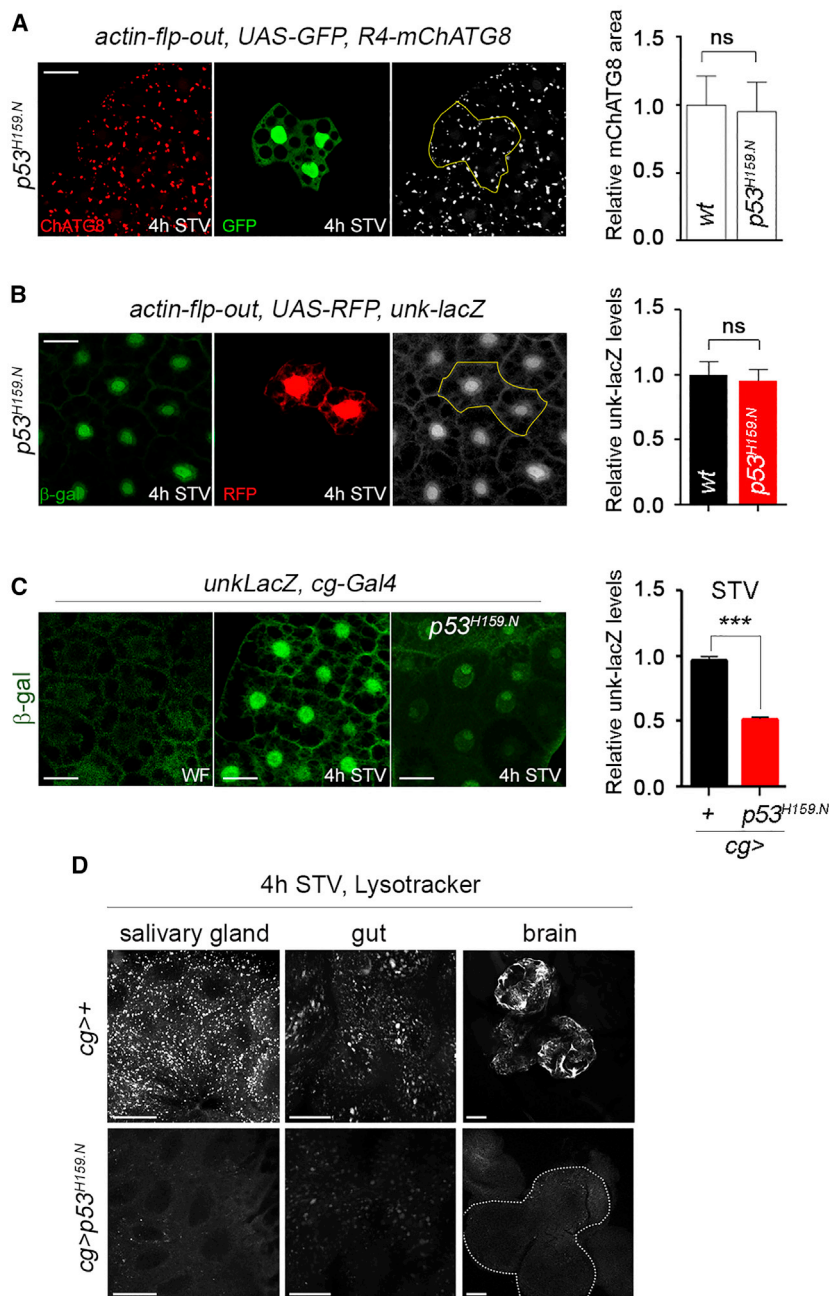 A
actin-flp-out, UAS-GFP, R4-mChATG8
p53H159.N
ChATG8
4h STV
GFP
4h STV
Relative mChATG8 area
1.5
1.0
0.5
0.0
ns
wt
p53H159.N
B
actin-flp-out, UAS-RFP, unk-lacZ
p53H159.N
β-gal
4h STV
RFP
4h STV
Relative unk-lacZ levels
1.5
1.0
0.5
0.0
ns
wt
p53H159.N
C
unkLacZ, cg-Gal4
β-gal
WF
4h STV
p53H159.N
4h STV
Relative unk-lacZ levels
1.5
1.0
0.5
0.0
STV
***
+ p53H159.N
cg>
D
4h STV, Lysotracker
salivary gland gut brain
cg>+
cg>p53H159.N